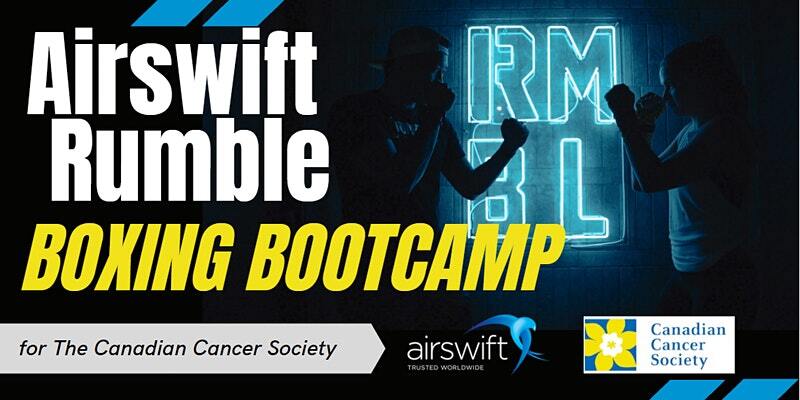 Airswift
Rumble
BOXING BOOTCAMP
for The Canadian Cancer Society
RM
BL
airswift
TRUSTED WORLDWIDE
Canadian
Cancer
Society